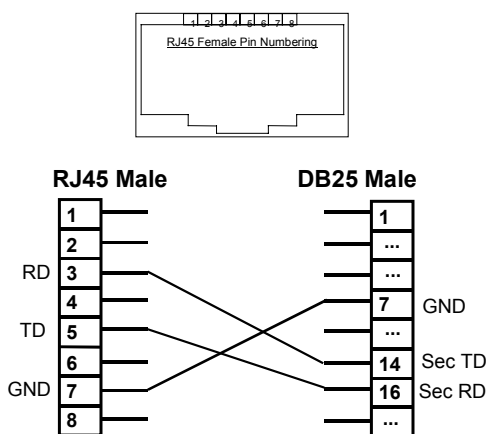 1 2 3 4 5 6 7 8
RJ45 Female Pin Numbering
RJ45 Male DB25 Male
1 1
2 ...
RD 3 ...
4 7 GND
TD 5 ...
6 14 Sec TD
GND 7 16 Sec RD
8 ...